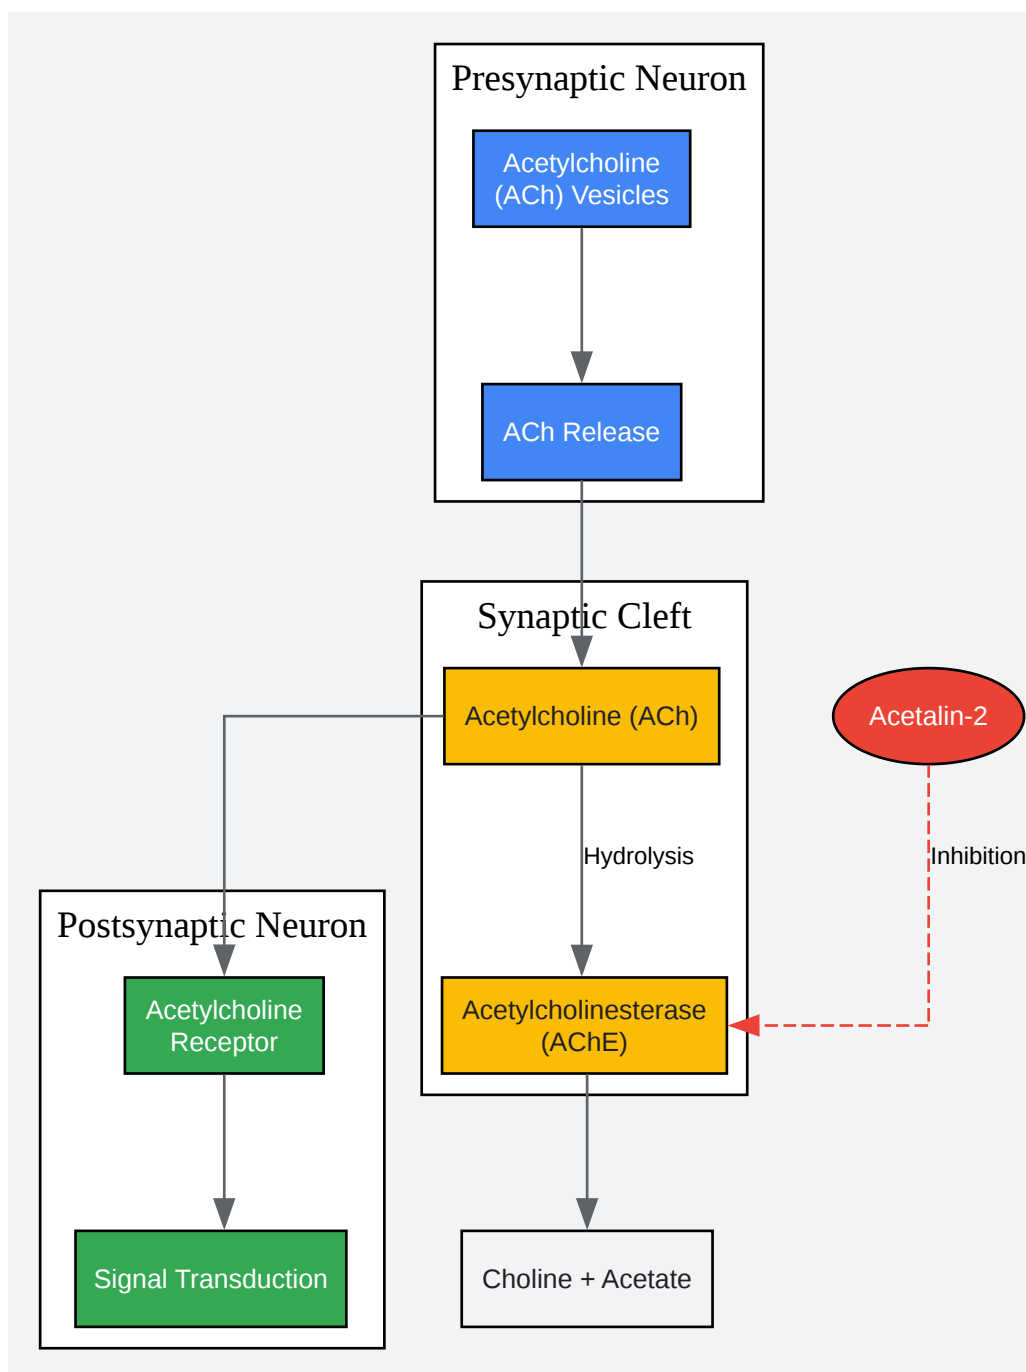 Presynaptic Neuron
Acetylcholine
(ACh) Vesicles
ACh Release
Synaptic Cleft
Acetylcholine (ACh)
Acetalin-2
Hydrolysis
Inhibition
Postsynaptic Neuron
Acetylcholine
Receptor
Acetylcholinesterase
(AChE)
Signal Transduction
Choline + Acetate